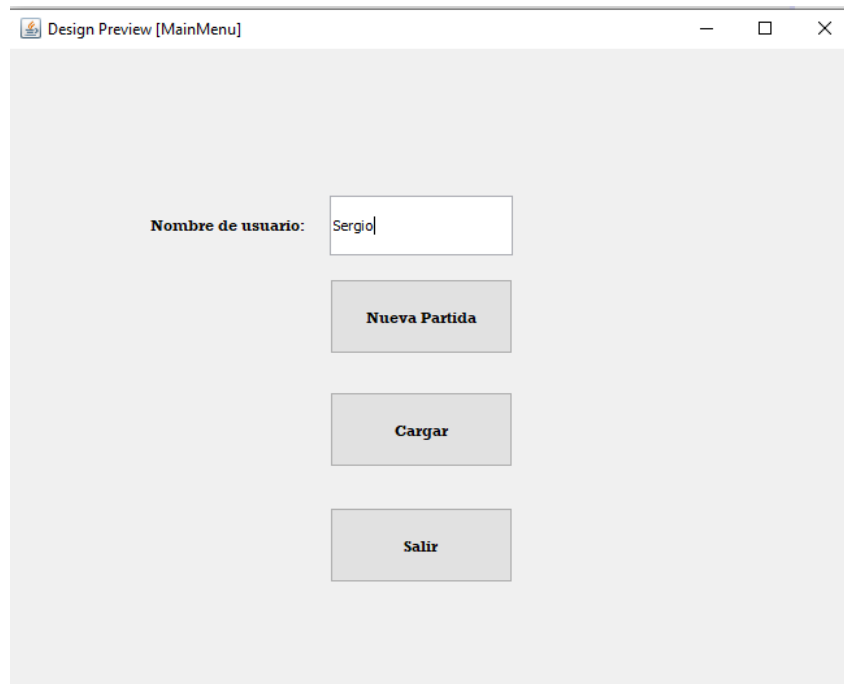 Design Preview [MainMenu]
Nombre de usuario: Sergio
Nueva Partida
Cargar
Salir